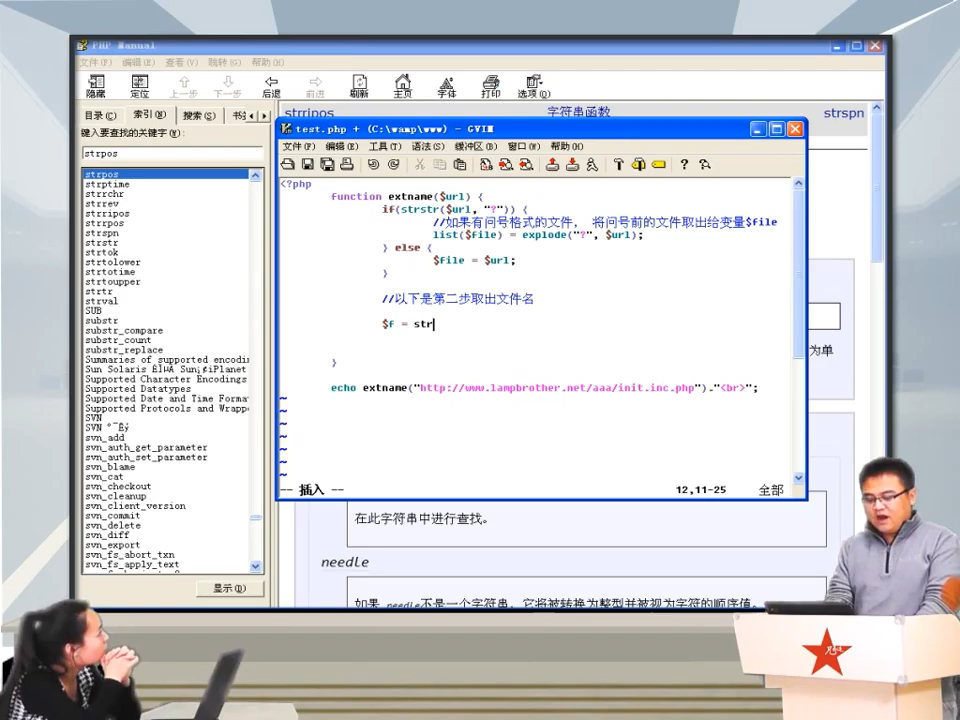 PHP Manual
文件(F) 编辑(E) 查看(V) 跳转(G) 帮助(H)
隐藏 定位 上一步 下一步 后退 前进 刷新 主页 字体 打印 选项(O)
目录(C) 索引(N) 搜索(S)
键入要查找的关键字(W):
strpos
strpos
strptime
strrchr
strrev
strripos
strrpos
strspn
strstr
strtok
strtolower
strtotime
strtoupper
strtr
strval
SUB
substr
substr_compare
substr_count
substr_replace
Summaries of supported encodi
Supported Character Encodings
Supported Datatypes
Supported Date and Time Forma
Supported Protocols and Wrapp
SVN
SVN
svn_add
svn_auth_get_parameter
svn_auth_set_parameter
svn_blame
svn_cat
svn_checkout
svn_cleanup
svn_client_version
svn_commit
svn_delete
svn_diff
svn_export
svn_fs_abort_txn
svn_fs_apply_text
显示(D)
strripos 字符串函数 strspn
test.php + (C:\wamp\www) - GVIM
文件(F) 编辑(E) 工具(T) 语法(S) 缓冲区(B) 窗口(W) 帮助(H)
<?php
function extname($url) {
if(strstr($url, "?")) {
//如果有问号格式的文件, 将问号前的文件取出给变量$file
list($file) = explode("?", $url);
} else {
$file = $url;
}
//以下是第二步取出文件名
$f = str
}
echo extname("http://www.lampbrother.net/aaa/init.inc.php")."<br>";
~
~
~
~
~
~
~
-- 插入 -- 12,11-25 全部
为单
在此字符串中进行查找。
needle
如果 needle不是一个字符串，它将被转换为整型并被视为字符的顺序值。